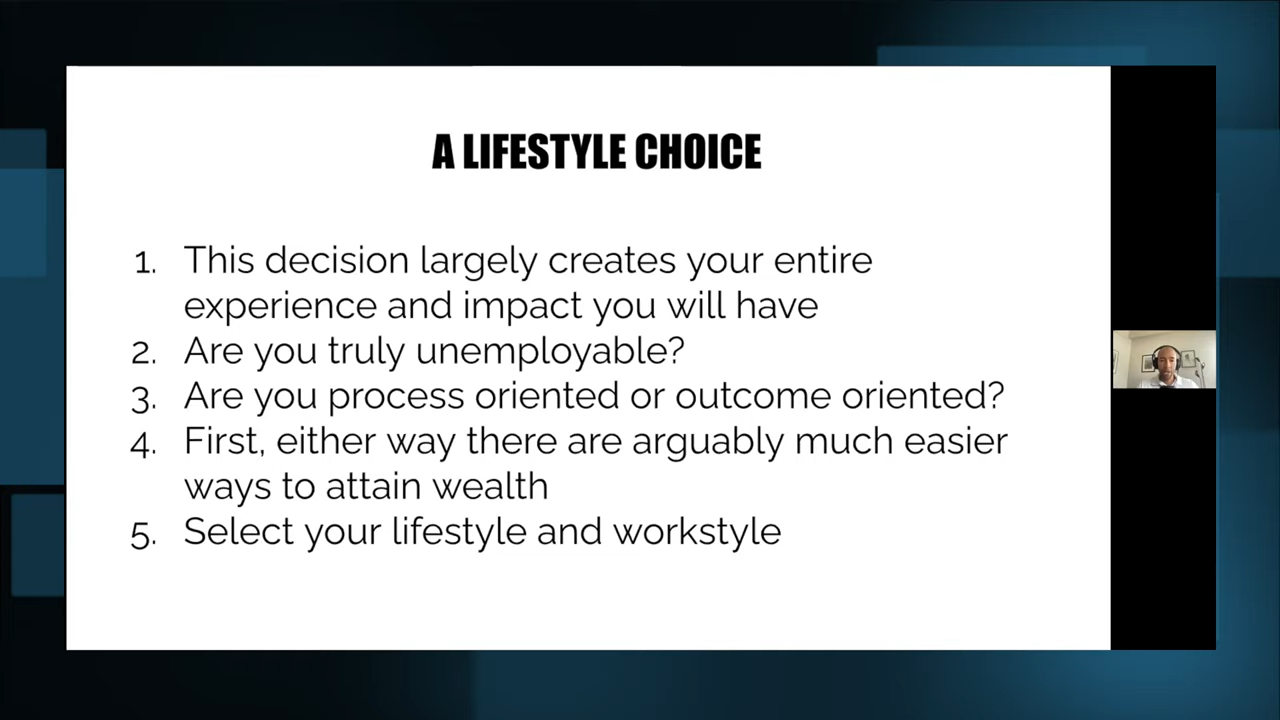 A LIFESTYLE CHOICE
1. This decision largely creates your entire
experience and impact you will have
2. Are you truly unemployable?
3. Are you process oriented or outcome oriented?
4. First, either way there are arguably much easier
ways to attain wealth
5. Select your lifestyle and workstyle